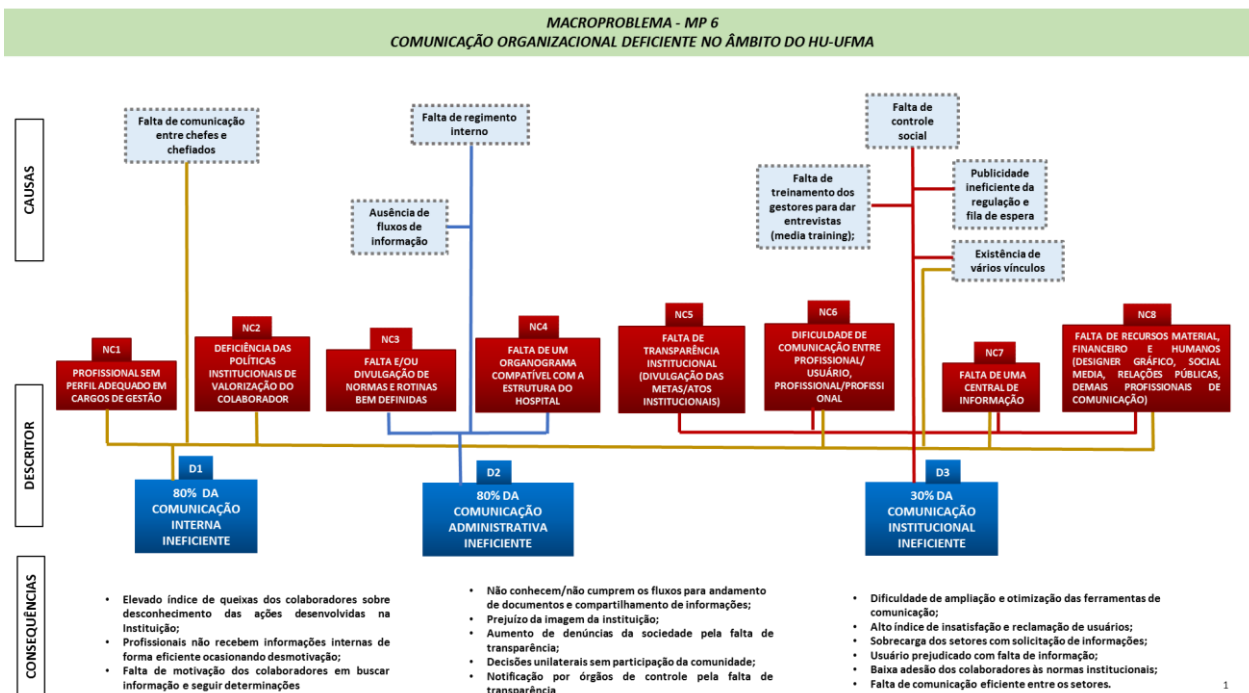 MACROPROBLEMA - MP 6
COMUNICAÇÃO ORGANIZACIONAL DEFICIENTE NO ÂMBITO DO HU-UFMA
CAUSAS
Falta de comunicação
entre chefes e
chefiados
Falta de regimento
interno
Ausência de
fluxos de
informação
Falta de
controle
social
Falta de
treinamento dos
gestores para dar
entrevistas
(media training);
Publicidade
ineficiente da
regulação e
fila de espera
Existência de
vários vínculos
DESCRITOR
NC1
PROFISSIONAL SEM
PERFIL ADEQUADO EM
CARGOS DE GESTÃO
NC2
DEFICIÊNCIA DAS
POLÍTICAS
INSTITUCIONAIS DE
VALORIZAÇÃO DO
COLABORADOR
NC3
FALTA E/OU
DIVULGAÇÃO DE
NORMAS E ROTINAS
BEM DEFINIDAS
NC4
FALTA DE UM
ORGANOGRAMA
COMPATÍVEL COM A
ESTRUTURA DO
HOSPITAL
NC5
FALTA DE
TRANSPARÊNCIA
INSTITUCIONAL
(DIVULGAÇÃO DAS
METAS/ATOS
INSTITUCIONAIS)
NC6
DIFICULDADE DE
COMUNICAÇÃO ENTRE
PROFISSIONAL/
USUÁRIO,
PROFISSIONAL/PROFISSI
ONAL
NC7
FALTA DE UMA
CENTRAL DE
INFORMAÇÃO
NC8
FALTA DE RECURSOS MATERIAL,
FINANCEIRO E HUMANOS
(DESIGNER GRÁFICO, SOCIAL
MEDIA, RELAÇÕES PÚBLICAS,
DEMAIS PROFISSIONAIS DE
COMUNICAÇÃO)
D1
80% DA
COMUNICAÇÃO
INTERNA
INEFICIENTE
D2
80% DA
COMUNICAÇÃO
ADMINISTRATIVA
INEFICIENTE
D3
30% DA
COMUNICAÇÃO
INSTITUCIONAL
INEFICIENTE
CONSEQUÊNCIAS
• Elevado índice de queixas dos colaboradores sobre
desconhecimento das ações desenvolvidas na
Instituição;
• Profissionais não recebem informações internas de
forma eficiente ocasionando desmotivação;
• Falta de motivação dos colaboradores em buscar
informação e seguir determinações
• Não conhecem/não cumprem os fluxos para andamento
de documentos e compartilhamento de informações;
• Prejuízo da imagem da instituição;
• Aumento de denúncias da sociedade pela falta de
transparência;
• Decisões unilaterais sem participação da comunidade;
• Notificação por órgãos de controle pela falta de
transparência
• Dificuldade de ampliação e otimização das ferramentas de
comunicação;
• Alto índice de insatisfação e reclamação de usuários;
• Sobrecarga dos setores com solicitação de informações;
• Usuário prejudicado com falta de informação;
• Baixa adesão dos colaboradores às normas institucionais;
• Falta de comunicação eficiente entre os setores.
1